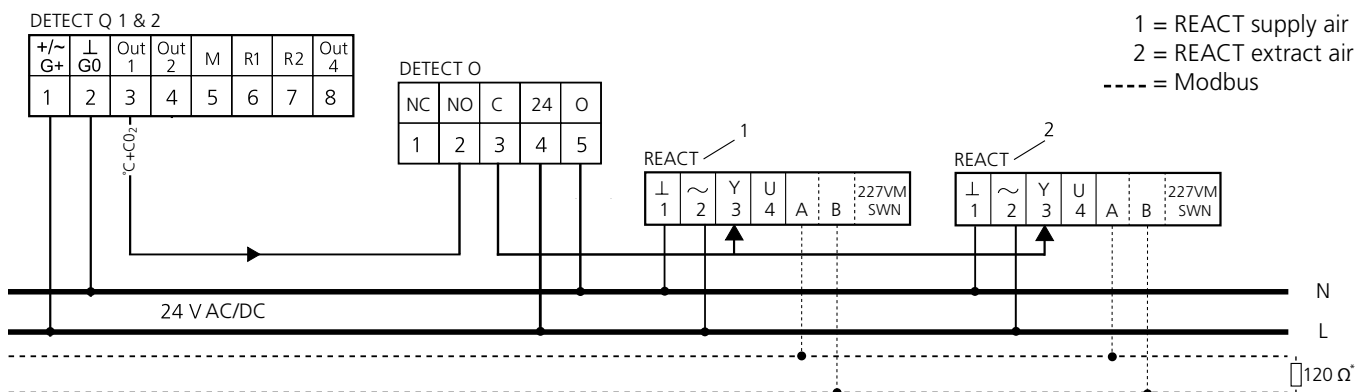 DETECT Q 1 & 2
+/~ ⊥ Out Out M R1 R2 Out
G+ G0 1 2 4
1 2 3 4 5 6 7 8
°C+C0₂
DETECT O
NC NO C 24 O
1 2 3 4 5
1 = REACT supply air
2 = REACT extract air
---- = Modbus
1
REACT
⊥ ~ Y U 227VM
1 2 3 4 A B SWN
2
REACT
⊥ ~ Y U 227VM
1 2 3 4 A B SWN
N
24 V AC/DC
L
120 Ω*